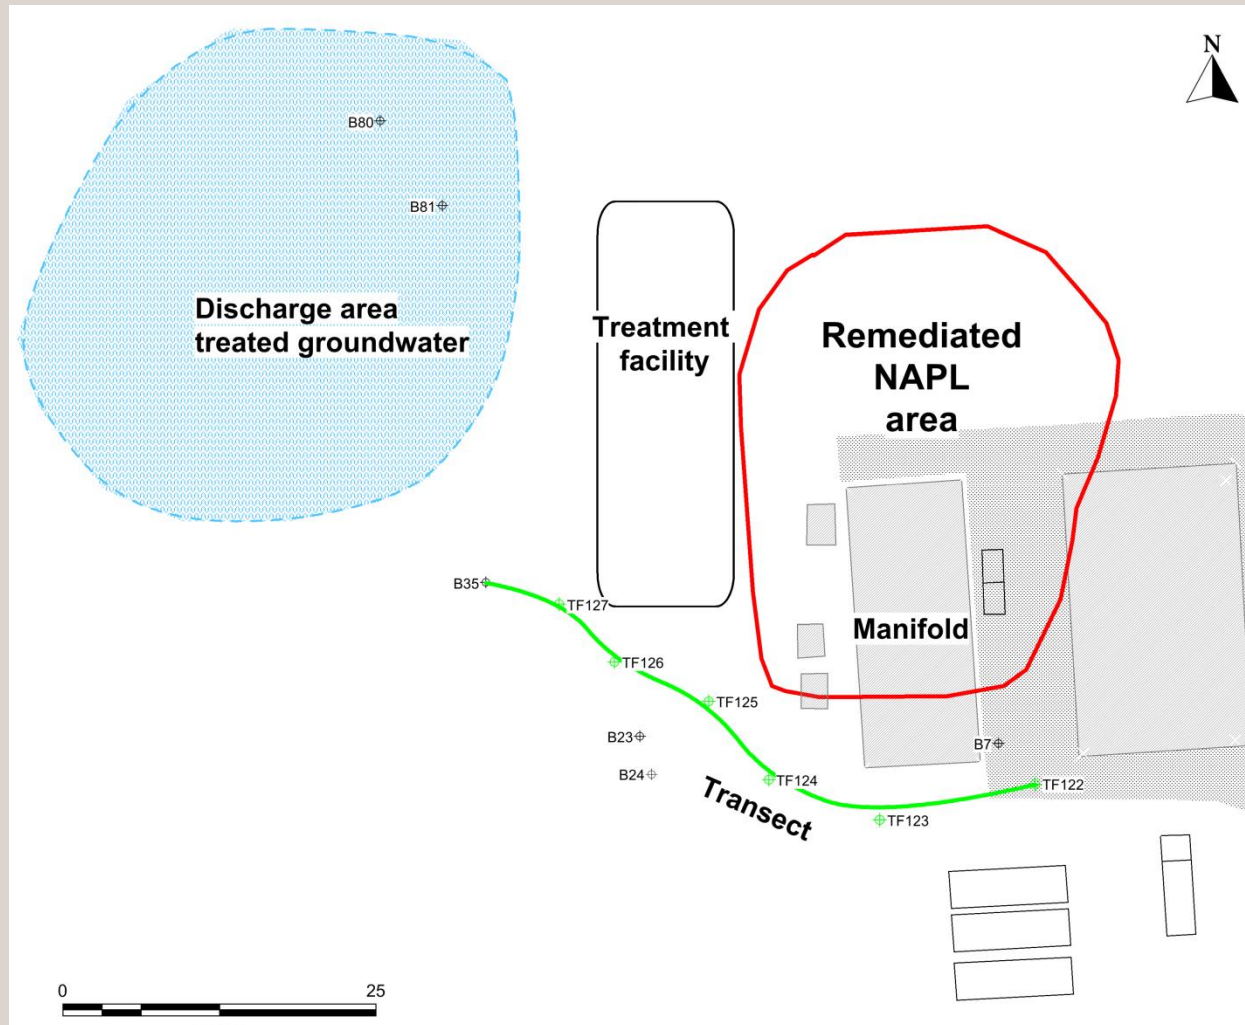 N
B80
B81
Discharge area
treated groundwater
Treatment
facility
Remediated
NAPL
area
B35
TF127
Manifold
TF126
TF125
B23
B7
B24
TF124
TF122
Transect
TF123
0 25